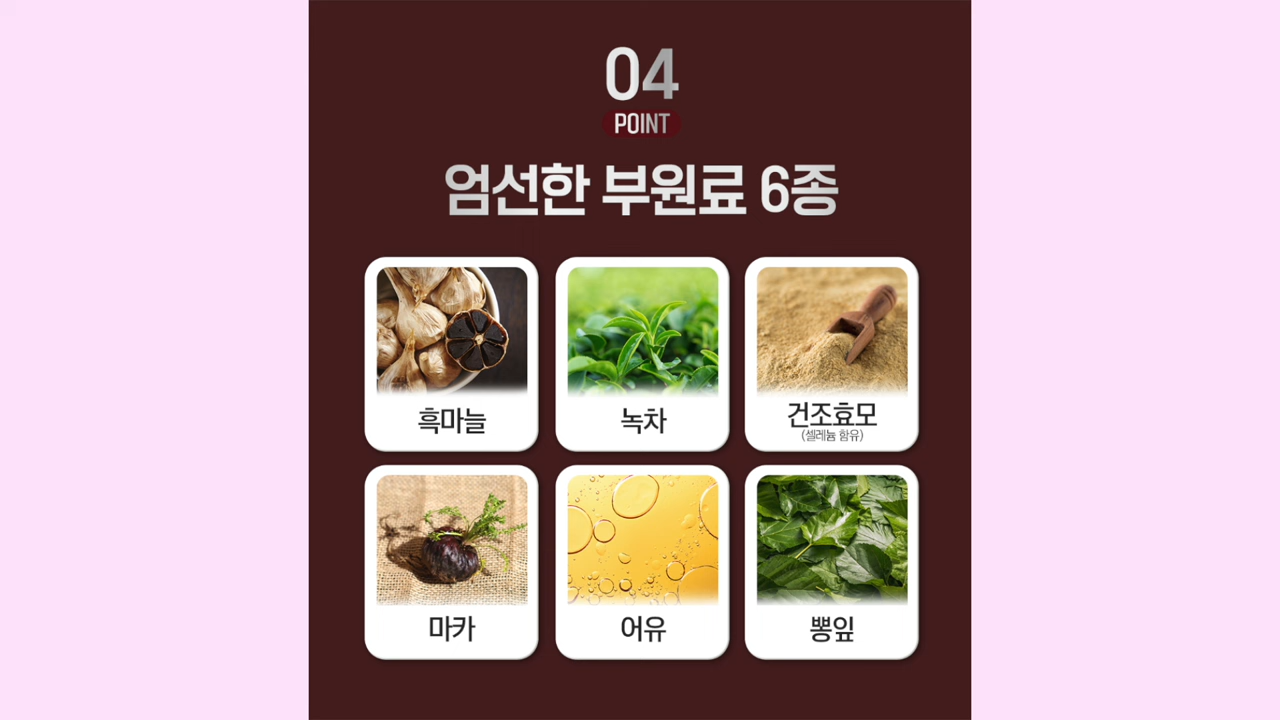 04
POINT
엄선한 부원료 6종
흑마늘
녹차
건조효모
(셀레늄 함유)
마카
어유
뽕잎